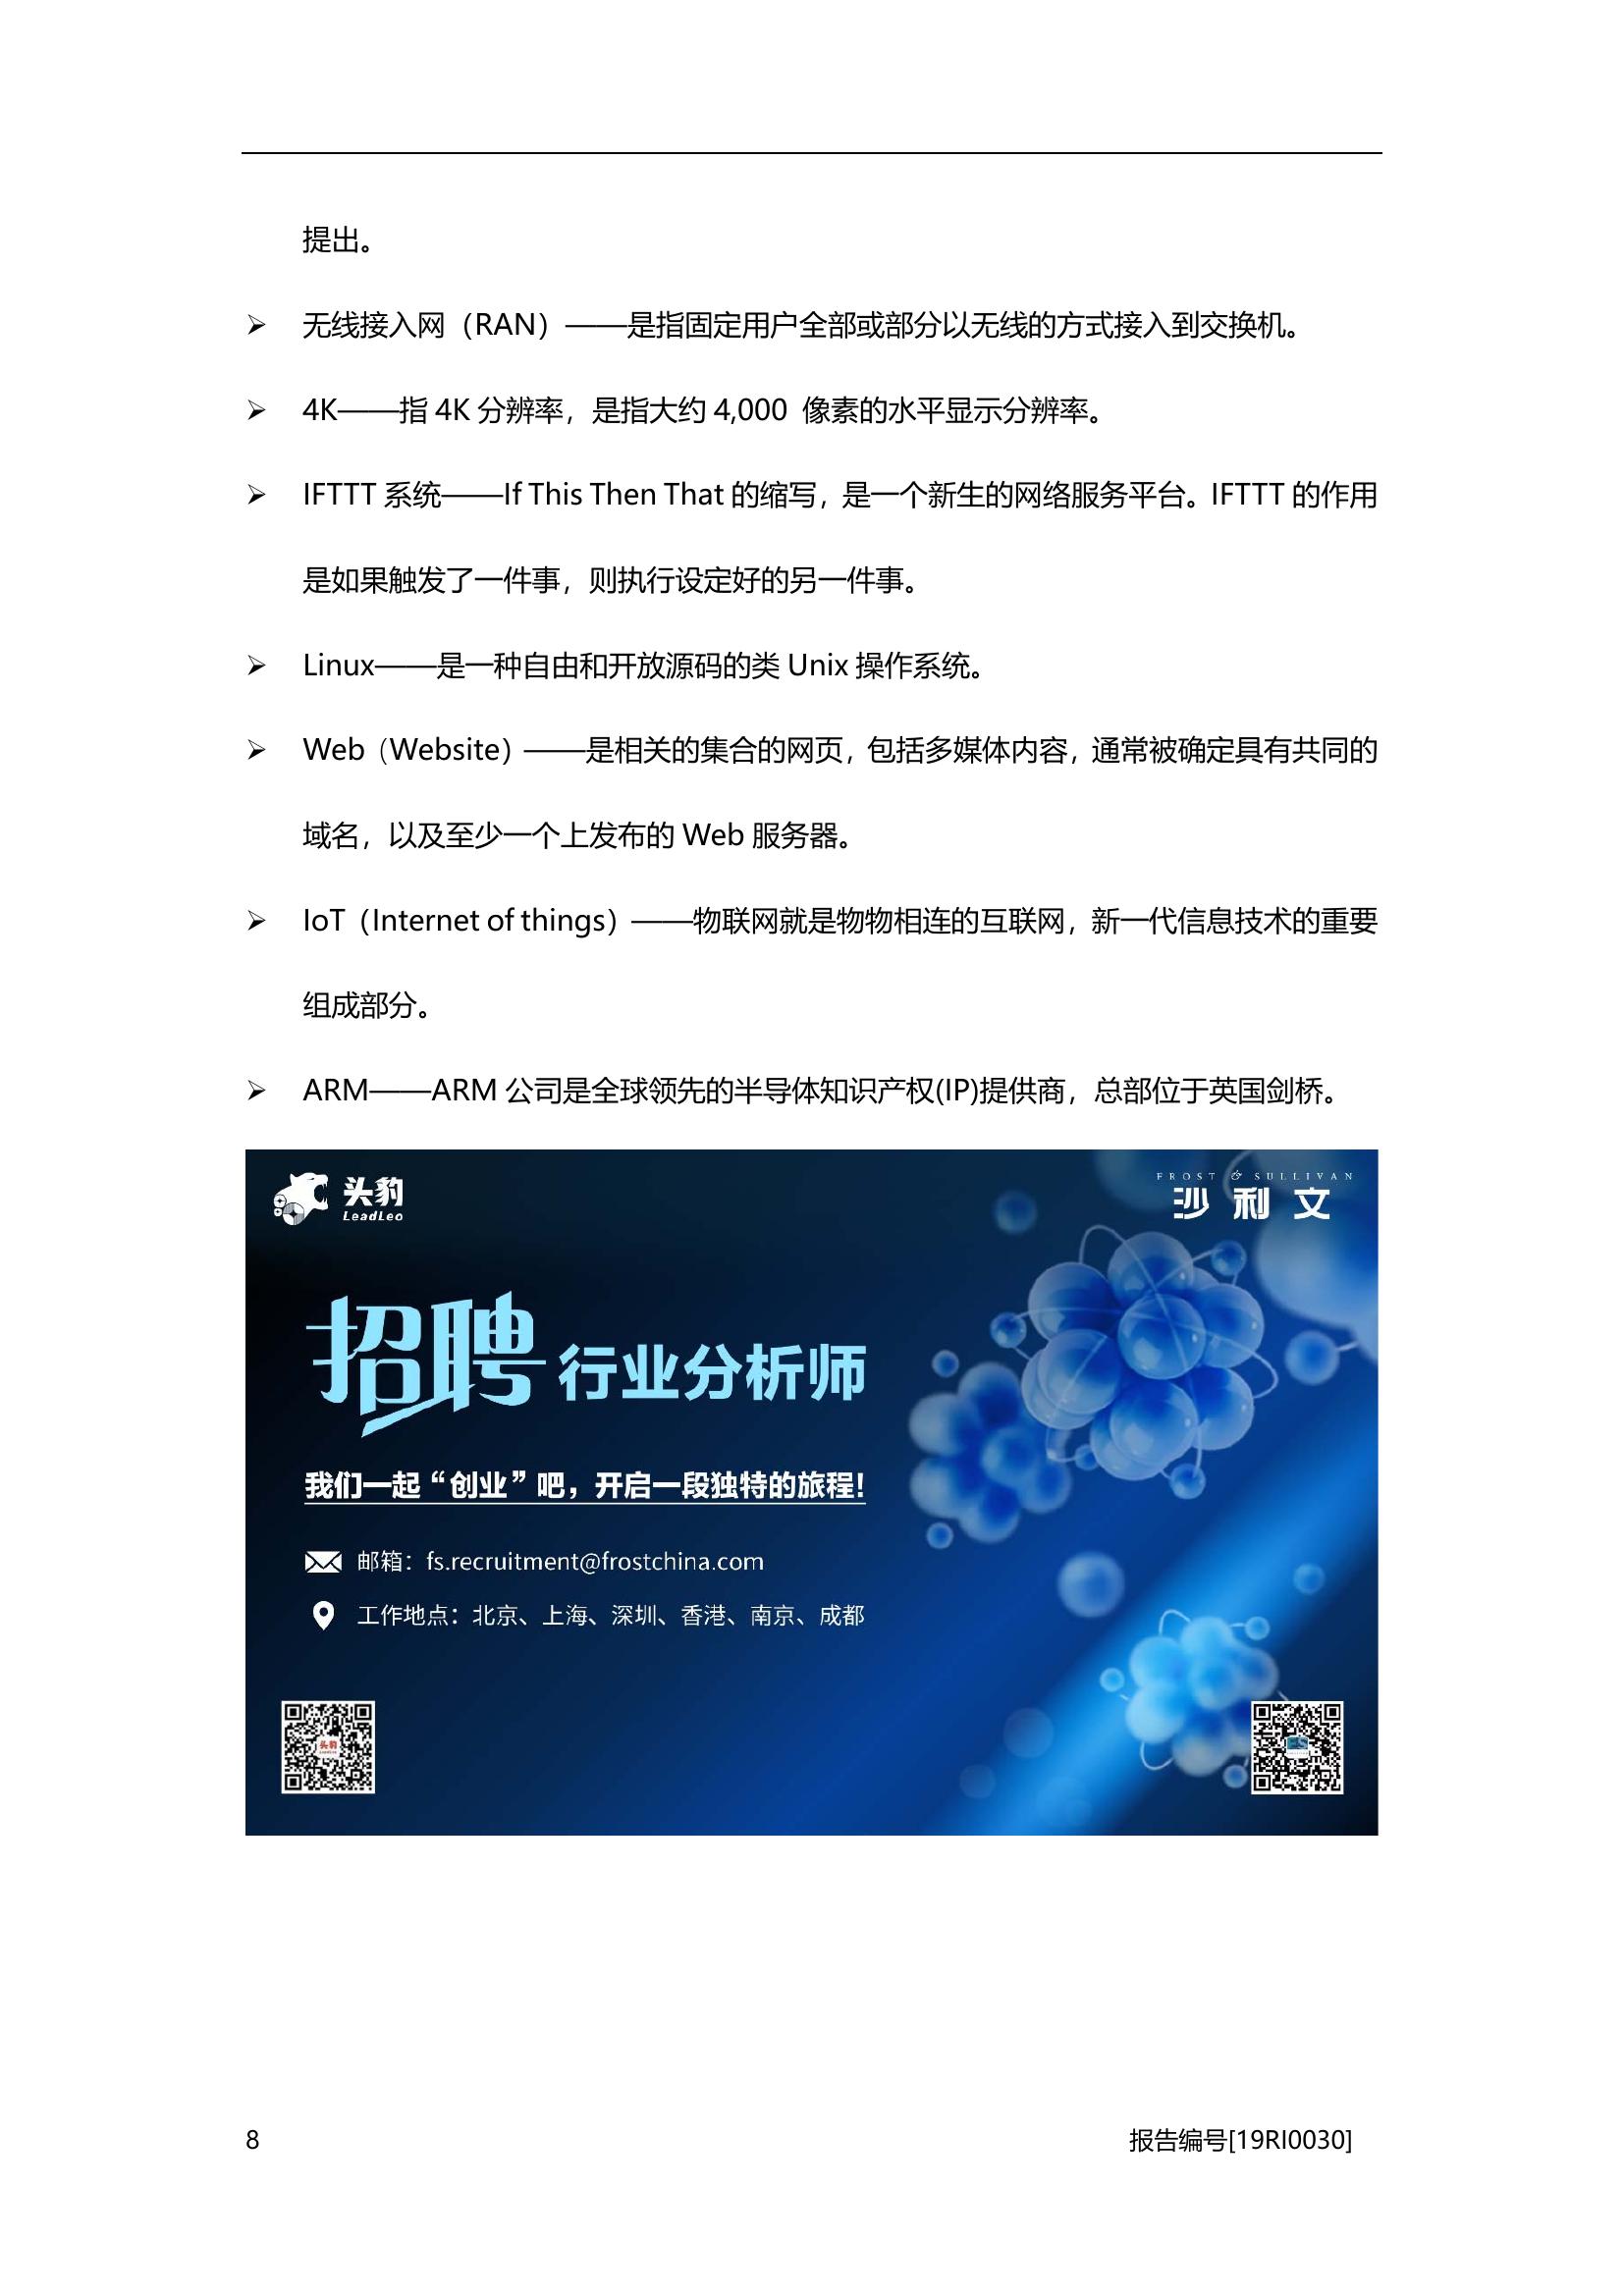 提出。
➢ 无线接入网（RAN）——是指固定用户全部或部分以无线的方式接入到交换机。
➢ 4K——指 4K 分辨率，是指大约 4,000 像素的水平显示分辨率。
➢ IFTTT 系统——If This Then That 的缩写，是一个新生的网络服务平台。IFTTT 的作用
是如果触发了一件事，则执行设定好的另一件事。
➢ Linux——是一种自由和开放源码的类 Unix 操作系统。
➢ Web（Website）——是相关的集合的网页，包括多媒体内容，通常被确定具有共同的
域名，以及至少一个上发布的 Web 服务器。
➢ IoT（Internet of things）——物联网就是物物相连的互联网，新一代信息技术的重要
组成部分。
➢ ARM——ARM 公司是全球领先的半导体知识产权(IP)提供商，总部位于英国剑桥。
头豹
LeadLeo
FROST & SULLIVAN
沙利文
招聘 行业分析师
我们一起“创业”吧，开启一段独特的旅程！
邮箱：fs.recruitment@frostchina.com
工作地点：北京、上海、深圳、香港、南京、成都
头豹
8
报告编号[19RI0030]